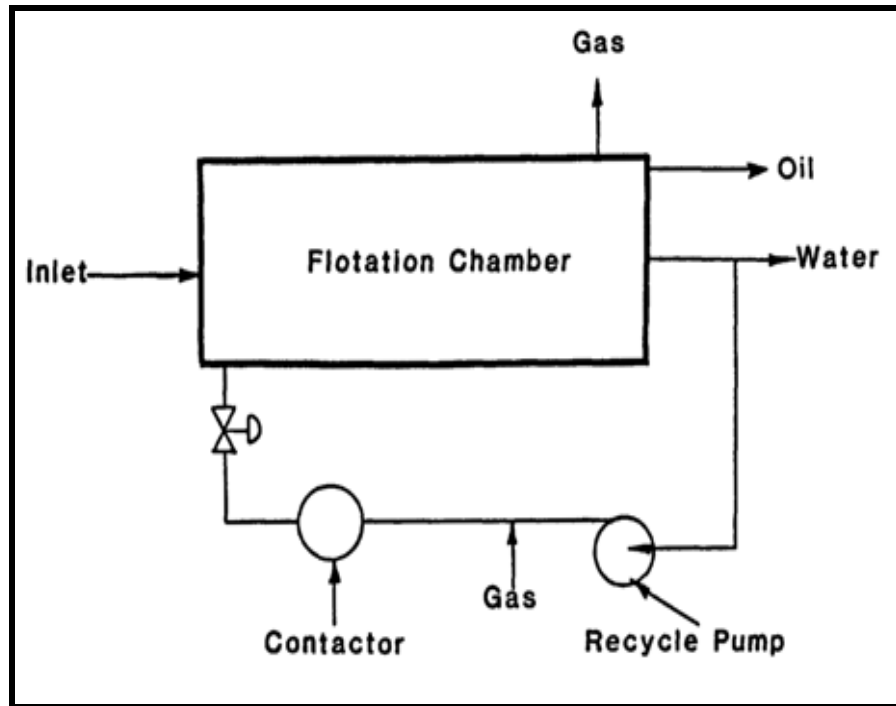 Gas
Oil
Flotation Chamber
Inlet
Water
Gas
Contactor
Recycle Pump